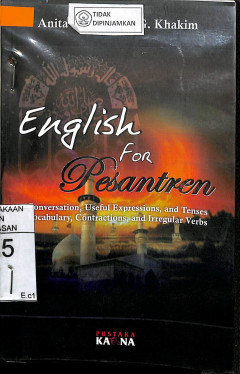 Anita
TIDAK
DIPINJAMKAN
G. Khakim
English
FOR
Pesantren
Conversation, Useful Expressions, and Tenses
Vocabulary, Contractions, and Irregular Verbs
AKAAN
N
ASAN
5
E.c1
PUSTAKA